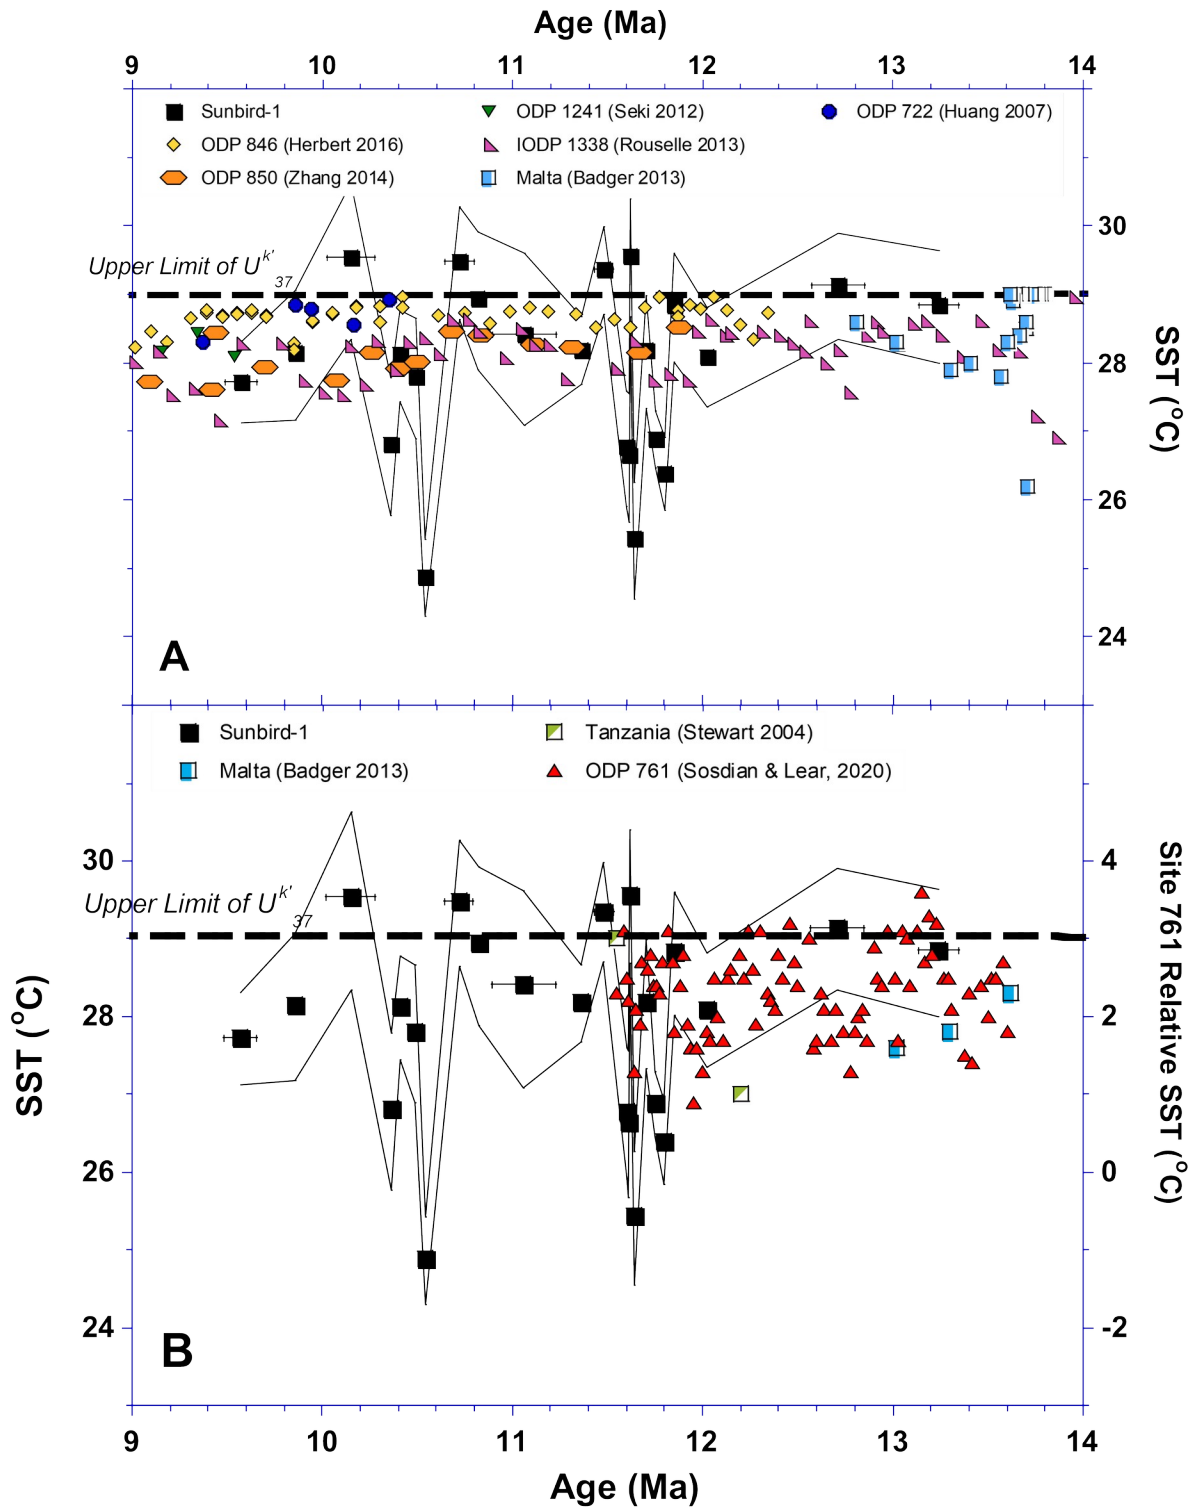 Age (Ma)
9 10 11 12 13 14
Sunbird-1 ODP 1241 (Seki 2012) ODP 722 (Huang 2007)
ODP 846 (Herbert 2016) IODP 1338 (Rouselle 2013)
ODP 850 (Zhang 2014) Malta (Badger 2013)
30
Upper Limit of U^k'_37
28
SST (°C)
26
24
A
Sunbird-1 Tanzania (Stewart 2004)
Malta (Badger 2013) ODP 761 (Sosdian & Lear, 2020)
30 4
Upper Limit of U^k'_37
28 2
SST (°C) Site 761 Relative SST (°C)
26 0
24 -2
B
9 10 11 12 13 14
Age (Ma)